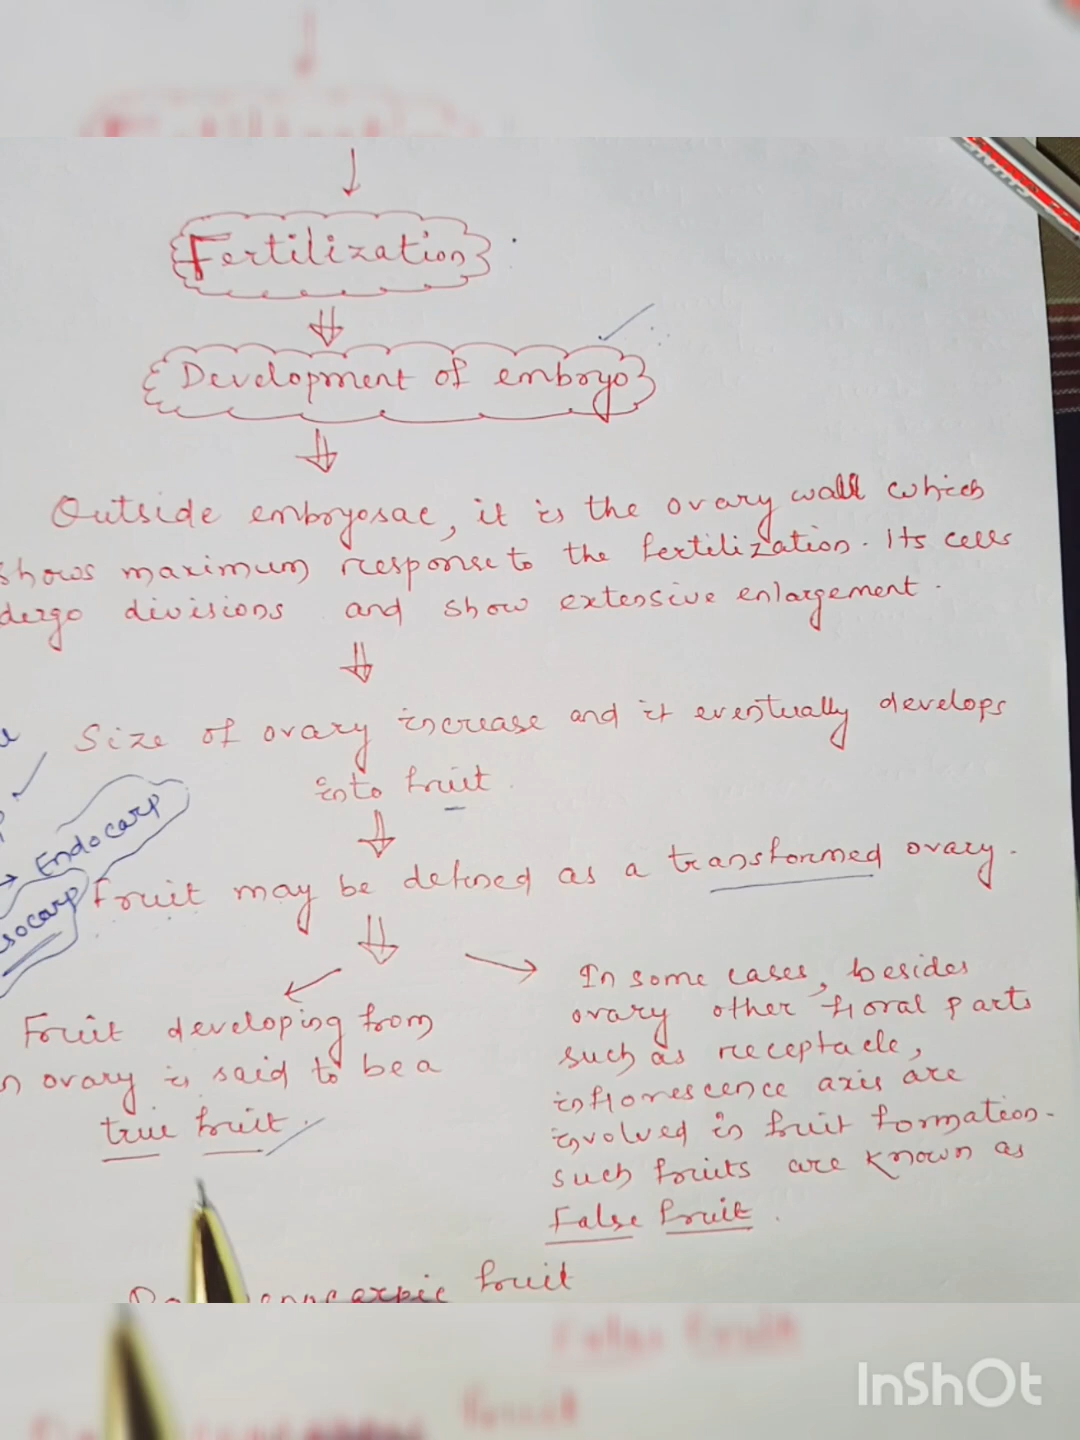 Fertilization
Development of embryo
Outside embryosac, it is the ovary wall which
shows maximum response to the fertilization. Its cells
dergo divisions and show extensive enlargement.
Size of ovary increase and it eventually develops
into fruit.
Endocarp
Fruit may be defined as a transformed ovary.
socarp
Fruit developing from
n ovary is said to be a
true fruit.
In some cases, besides
ovary other floral parts
such as receptacle,
inflorescence axis are
involved in fruit formation.
such fruits are known as
False fruit.
fruit
InShOt